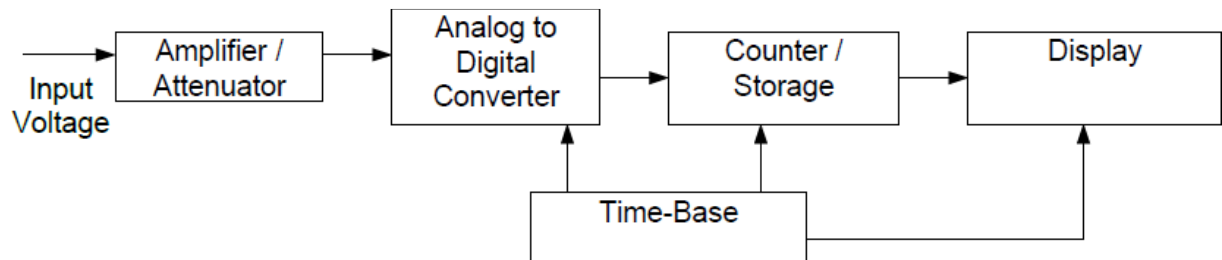 Amplifier /
Attenuator
Input
Voltage
Analog to
Digital
Converter
Counter /
Storage
Display
Time-Base